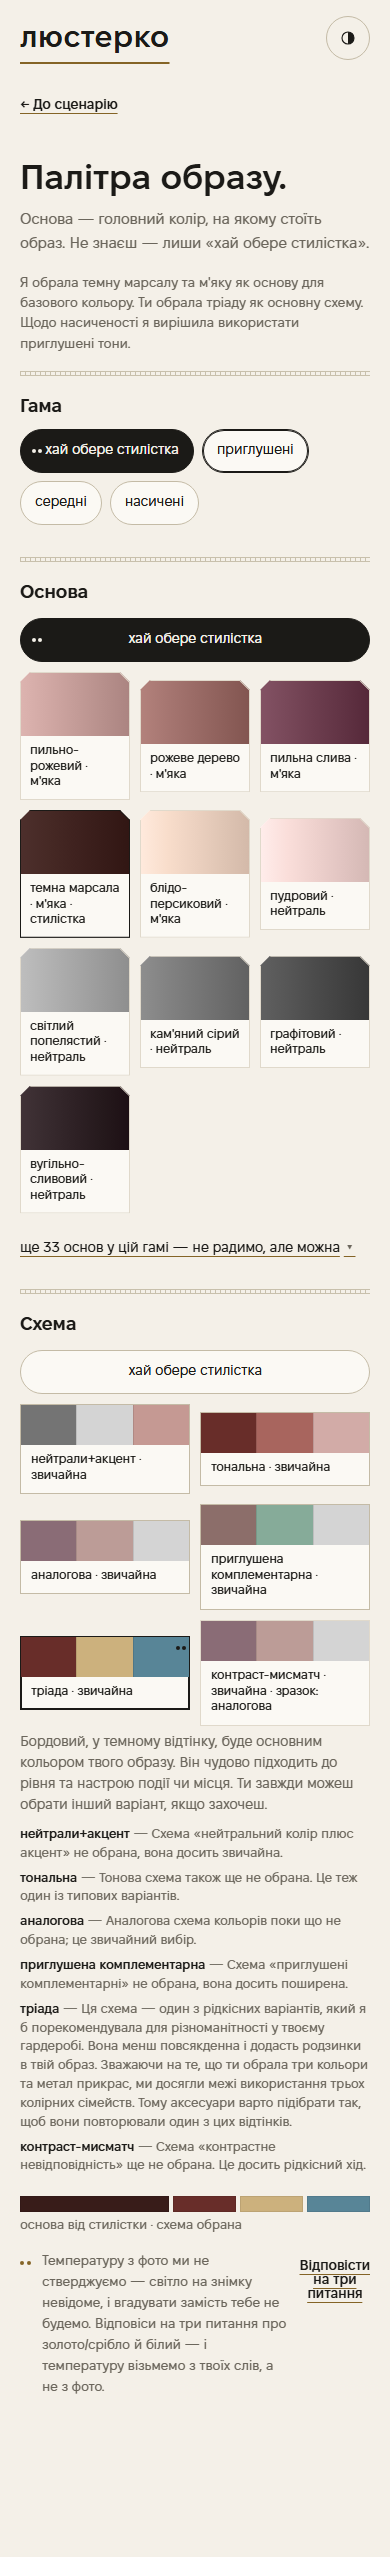 люстерко
← До сценарію
Палітра образу.
Основа — головний колір, на якому стоїть
образ. Не знаєш — лиши «хай обере стилістка».
Я обрала темну марсалу та м'яку як основу для
базового кольору. Ти обрала тріаду як основну схему.
Щодо насиченості я вирішила використати
приглушені тони.
Гама
хай обере стилістка
приглушені
середні
насичені
Основа
хай обере стилістка
пильно-
рожевий ·
м'яка
рожеве дерево
· м'яка
пильна слива ·
м'яка
темна марсала
· м'яка ·
стилістка
блідо-
персиковий ·
м'яка
пудровий ·
нейтраль
світлий
попелястий ·
нейтраль
кам'яний сірий
· нейтраль
графітовий ·
нейтраль
вугільно-
сливовий ·
нейтраль
ще 33 основ у цій гамі — не радимо, але можна ▾
Схема
хай обере стилістка
нейтрали+акцент ·
звичайна
тональна · звичайна
аналогова · звичайна
приглушена
комплементарна ·
звичайна
тріада · звичайна
контраст-мисматч ·
звичайна · зразок:
аналогова
Бордовий, у темному відтінку, буде основним
кольором твого образу. Він чудово підходить до
рівня та настрою події чи місця. Ти завжди можеш
обрати інший варіант, якщо захочеш.
нейтрали+акцент — Схема «нейтральний колір плюс
акцент» не обрана, вона досить звичайна.
тональна — Тонова схема також ще не обрана. Це теж
один із типових варіантів.
аналогова — Аналогова схема кольорів поки що не
обрана; це звичайний вибір.
приглушена комплементарна — Схема «приглушені
комплементарні» не обрана, вона досить поширена.
тріада — Ця схема — один з рідкісних варіантів, який я
б порекомендувала для різноманітності у твоєму
гардеробі. Вона менш повсякденна і додасть родзинки
в твій образ. Зважаючи на те, що ти обрала три кольори
та метал прикрас, ми досягли межі використання трьох
колірних сімейств. Тому аксесуари варто підібрати так,
щоб вони повторювали один з цих відтінків.
контраст-мисматч — Схема «контрастне
невідповідність» ще не обрана. Це досить рідкісний хід.
основа від стилістки · схема обрана
Температуру з фото ми не
стверджуємо — світло на знімку
невідоме, і вгадувати замість тебе не
будемо. Відповіси на три питання про
золото/срібло й білий — і
температуру візьмемо з твоїх слів, а
не з фото.
Відповісти
на три
питання